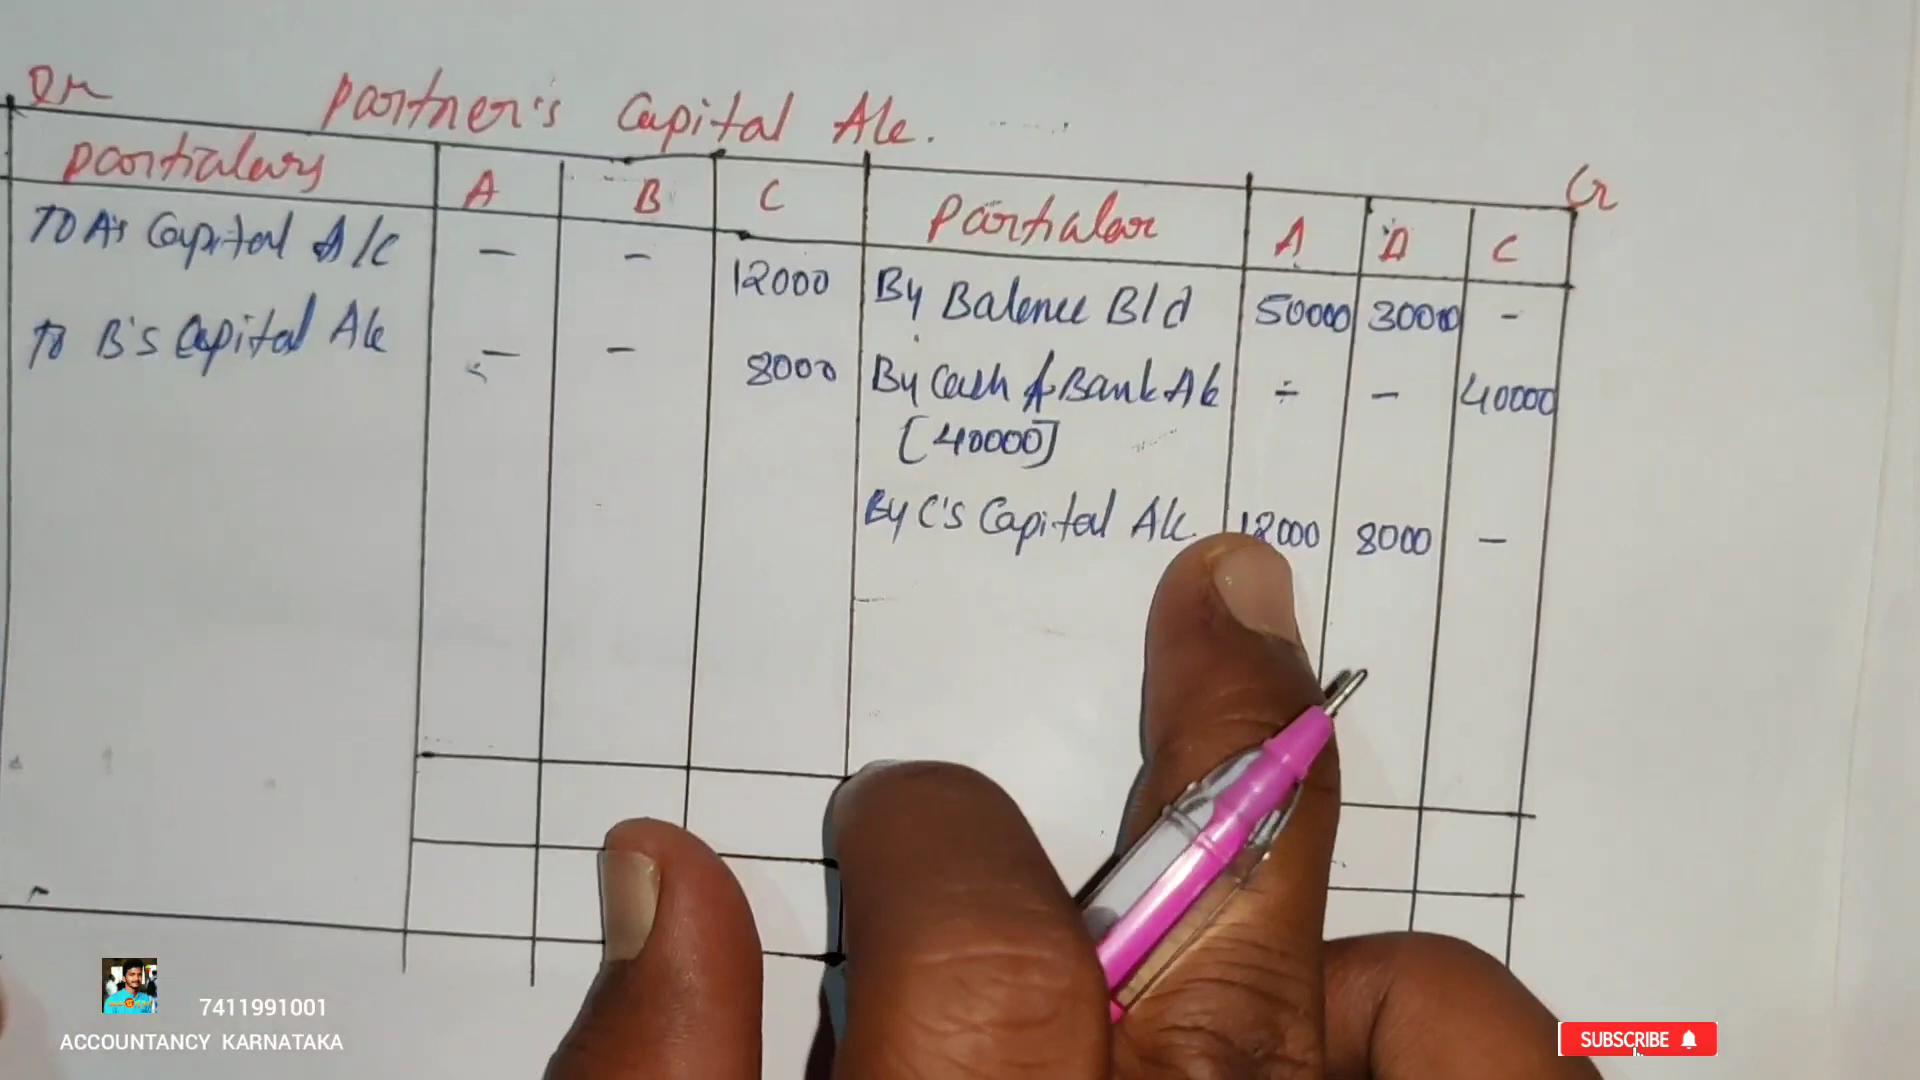 Dr Cr
Partner's Capital A/c.
Particulars A B C Particular A B C
To A's Capital A/c - - 12000 By Balence B/d 50000 30000 -
To B's Capital A/c - - 8000 By Cash / Bank A/c - - 40000
[40000]
By C's Capital A/c 12000 8000 -
7411991001
ACCOUNTANCY KARNATAKA
SUBSCRIBE